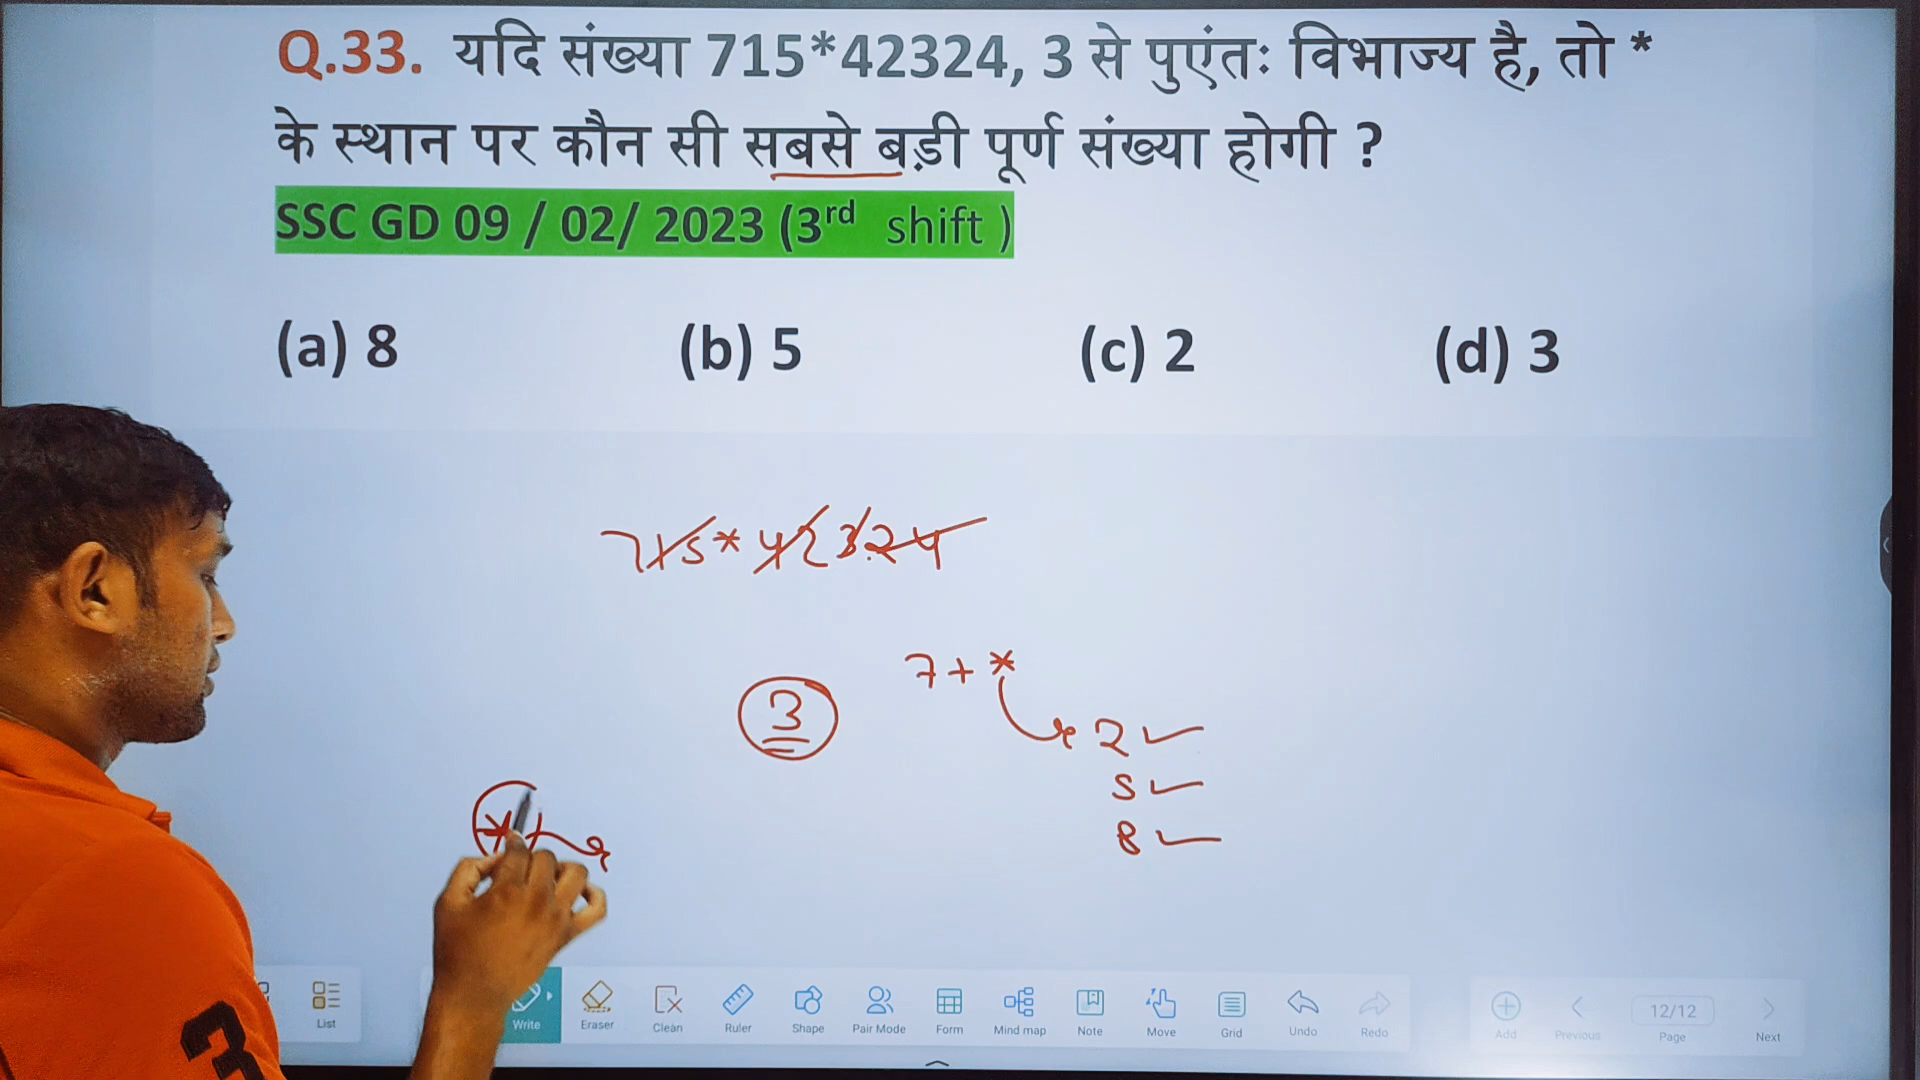 Q.33. यदि संख्या 715*42324, 3 से पुएंतः विभाज्य है, तो *
के स्थान पर कौन सी सबसे बड़ी पूर्ण संख्या होगी ?
SSC GD 09 / 02/ 2023 (3rd shift )
(a) 8 (b) 5 (c) 2 (d) 3
715*42324
7+*
3
2
5
8
*
3
List Write Eraser Clean Ruler Shape Pair Mode Form Mind map Note Move Grid Undo Redo Add Previous 12/12 Page Next